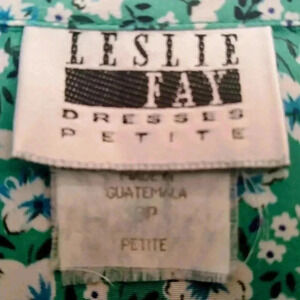 LESLIE
FAY
DRESSES
PETITE
MADE IN
GUATEMALA
PETITE